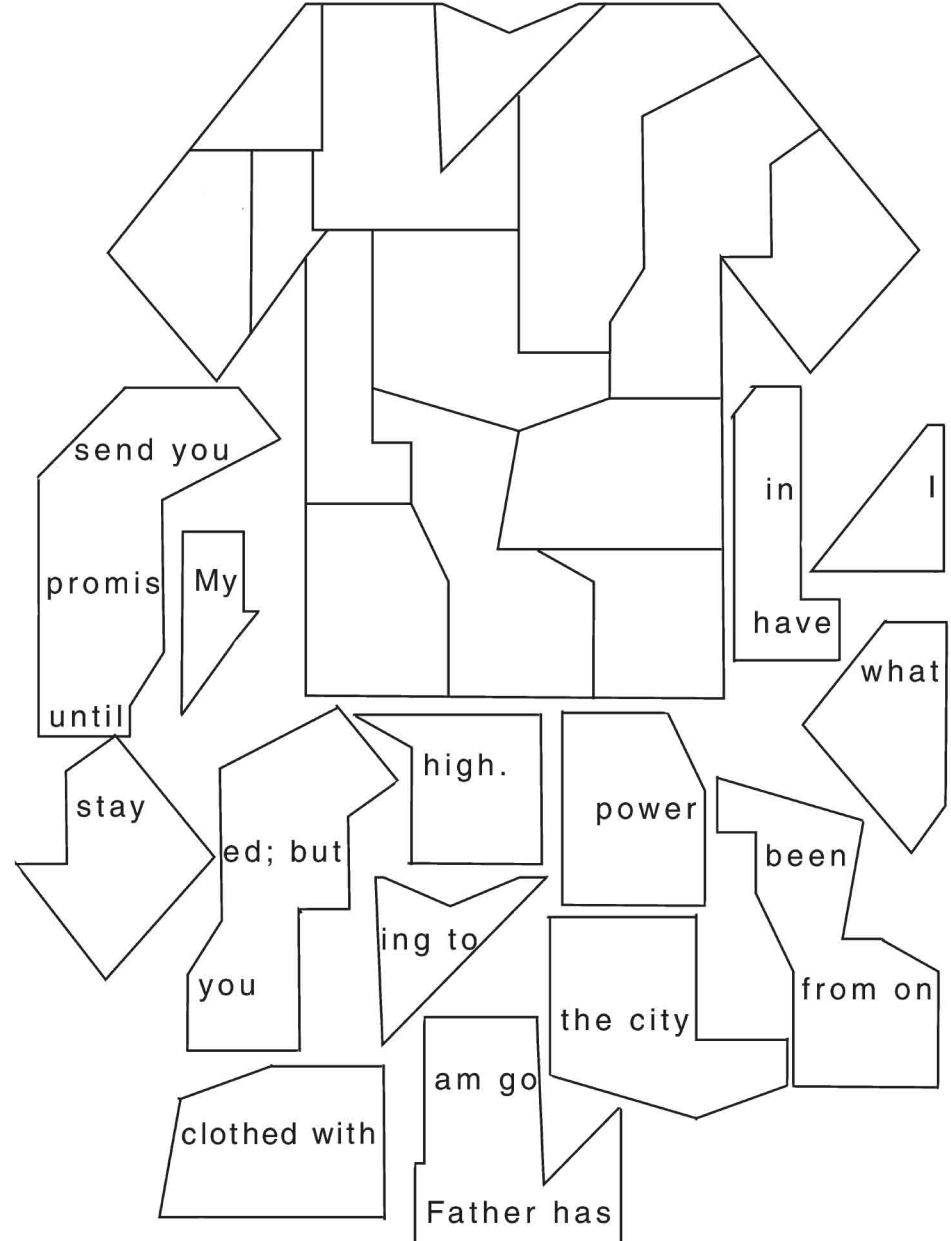 send you
in
I
promis
My
have
what
until
high.
stay
power
ed; but
been
ing to
you
from on
the city
am go
clothed with
Father has